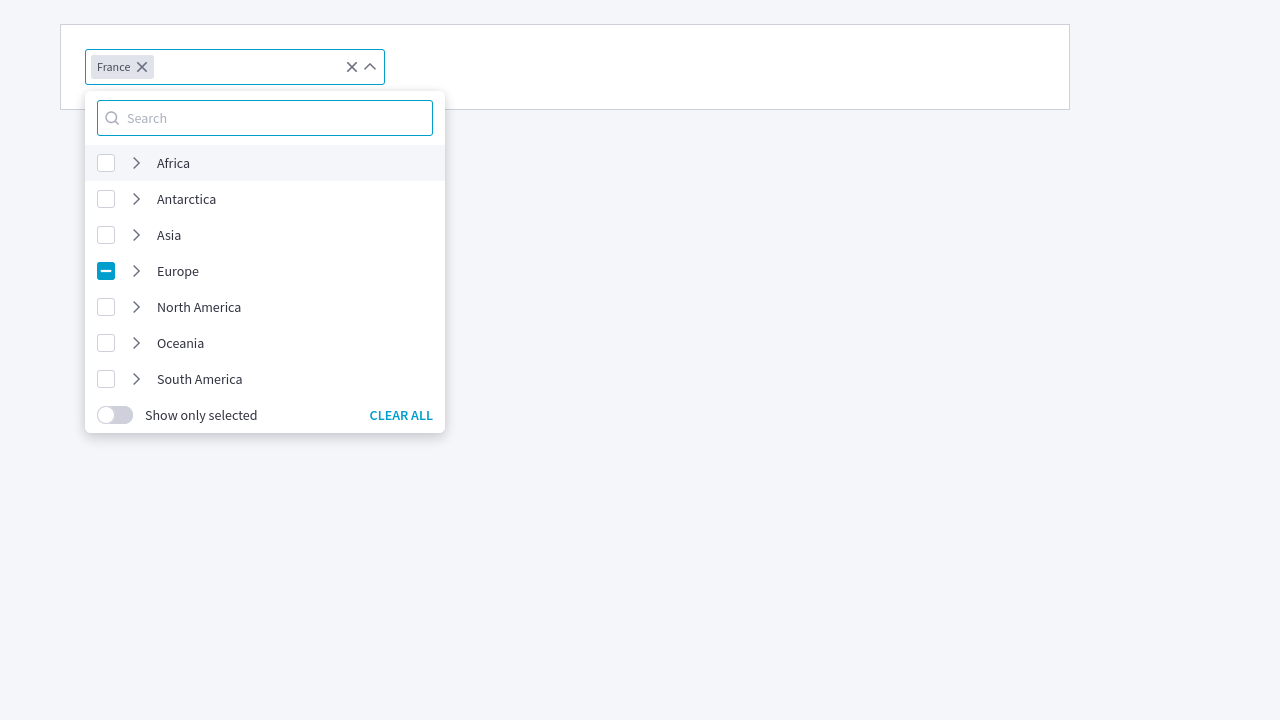 France
Search
Africa
Antarctica
Asia
Europe
North America
Oceania
South America
Show only selected CLEAR ALL